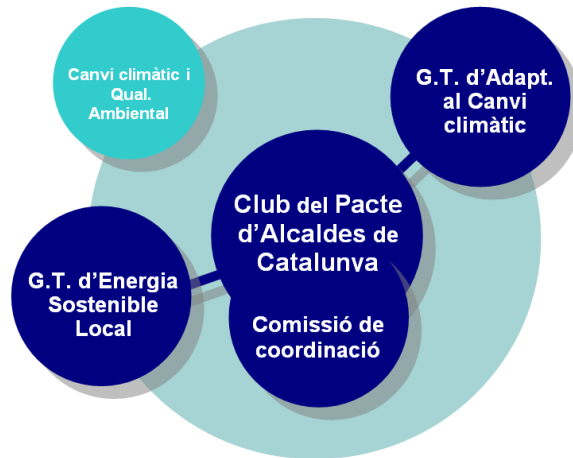 Canvi climàtic i
Qual.
Ambiental
G.T. d'Adapt.
al Canvi
climàtic
Club del Pacte
d'Alcaldes de
Catalunya
G.T. d'Energia
Sostenible
Local
Comissió de
coordinació